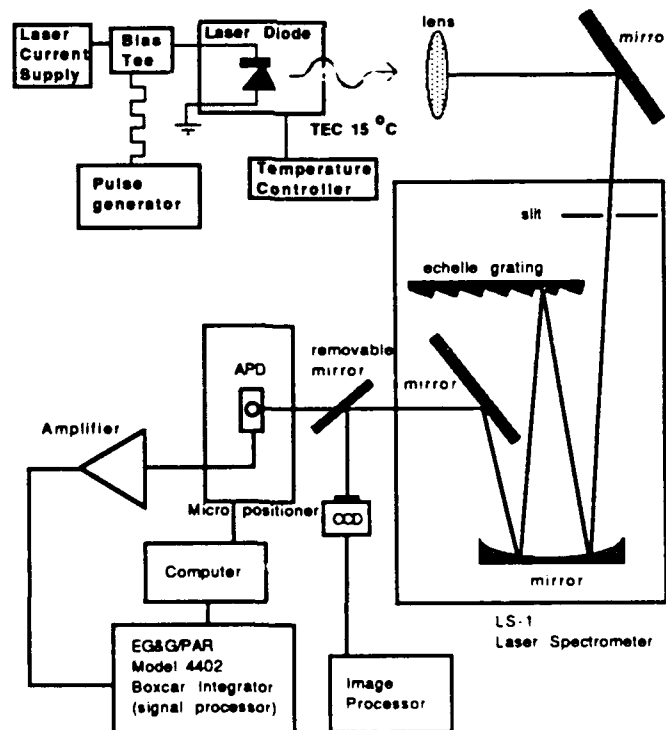 Laser
Current
Supply
Bias
Tee
Laser Diode
lens
mirro
TEC 15 °C
Pulse
generator
Temperature
Controller
slit
echelle grating
removable
mirror
mirror
APD
Amplifier
Micro positioner
CCD
mirror
Computer
LS-1
Laser Spectrometer
EG&G/PAR
Model 4402
Boxcar Integrator
(signal processor)
Image
Processor